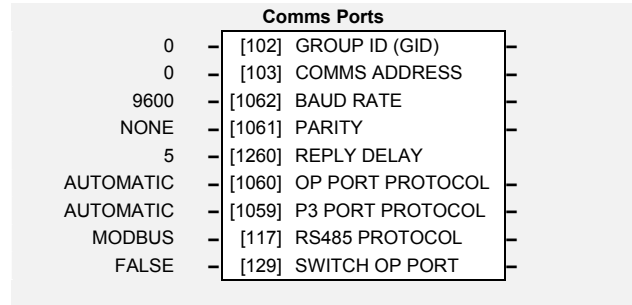 Comms Ports
0 – [102] GROUP ID (GID) –
0 – [103] COMMS ADDRESS –
9600 – [1062] BAUD RATE –
NONE – [1061] PARITY –
5 – [1260] REPLY DELAY –
AUTOMATIC – [1060] OP PORT PROTOCOL –
AUTOMATIC – [1059] P3 PORT PROTOCOL –
MODBUS – [117] RS485 PROTOCOL –
FALSE – [129] SWITCH OP PORT –